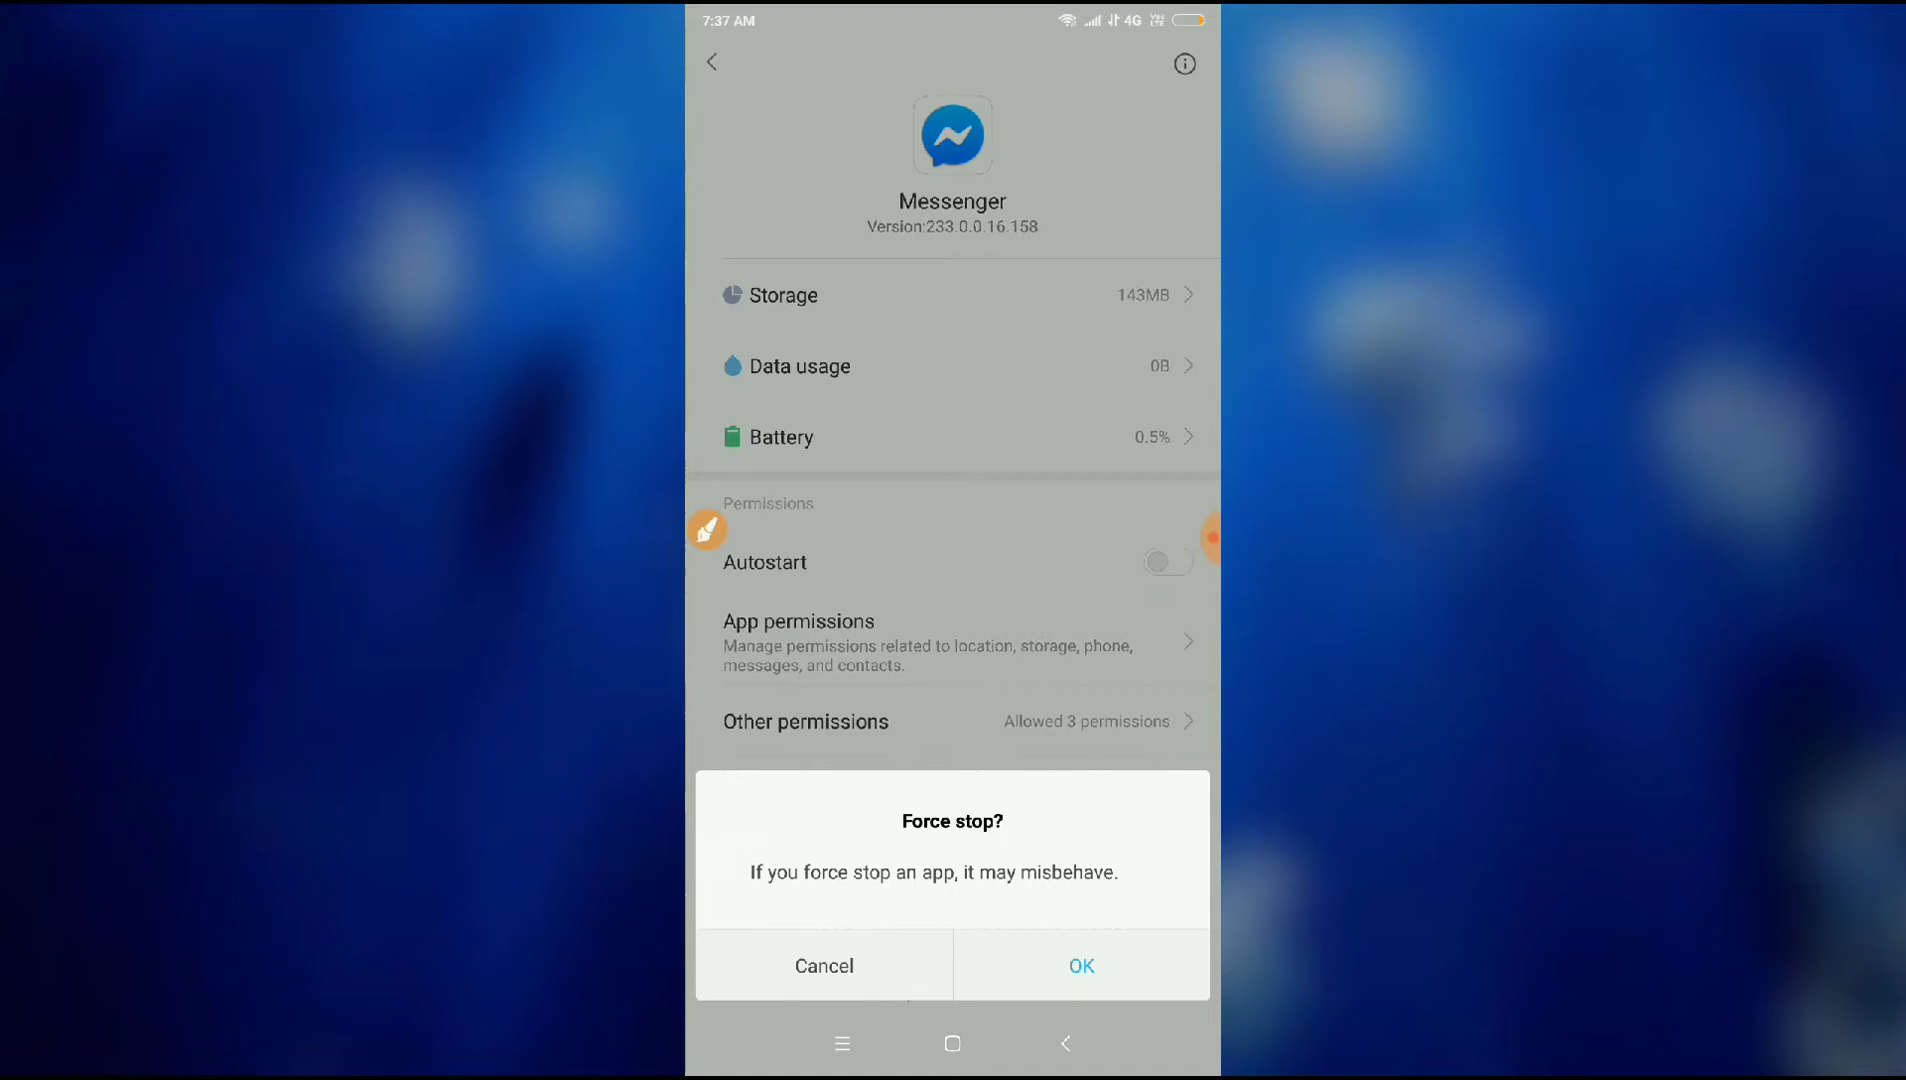 7:37 AM
4G
Messenger
Version:233.0.0.16.158
Storage 143MB
Data usage 0B
Battery 0.5%
Permissions
Autostart
App permissions
Manage permissions related to location, storage, phone,
messages, and contacts.
Other permissions Allowed 3 permissions
Force stop?
If you force stop an app, it may misbehave.
Cancel OK